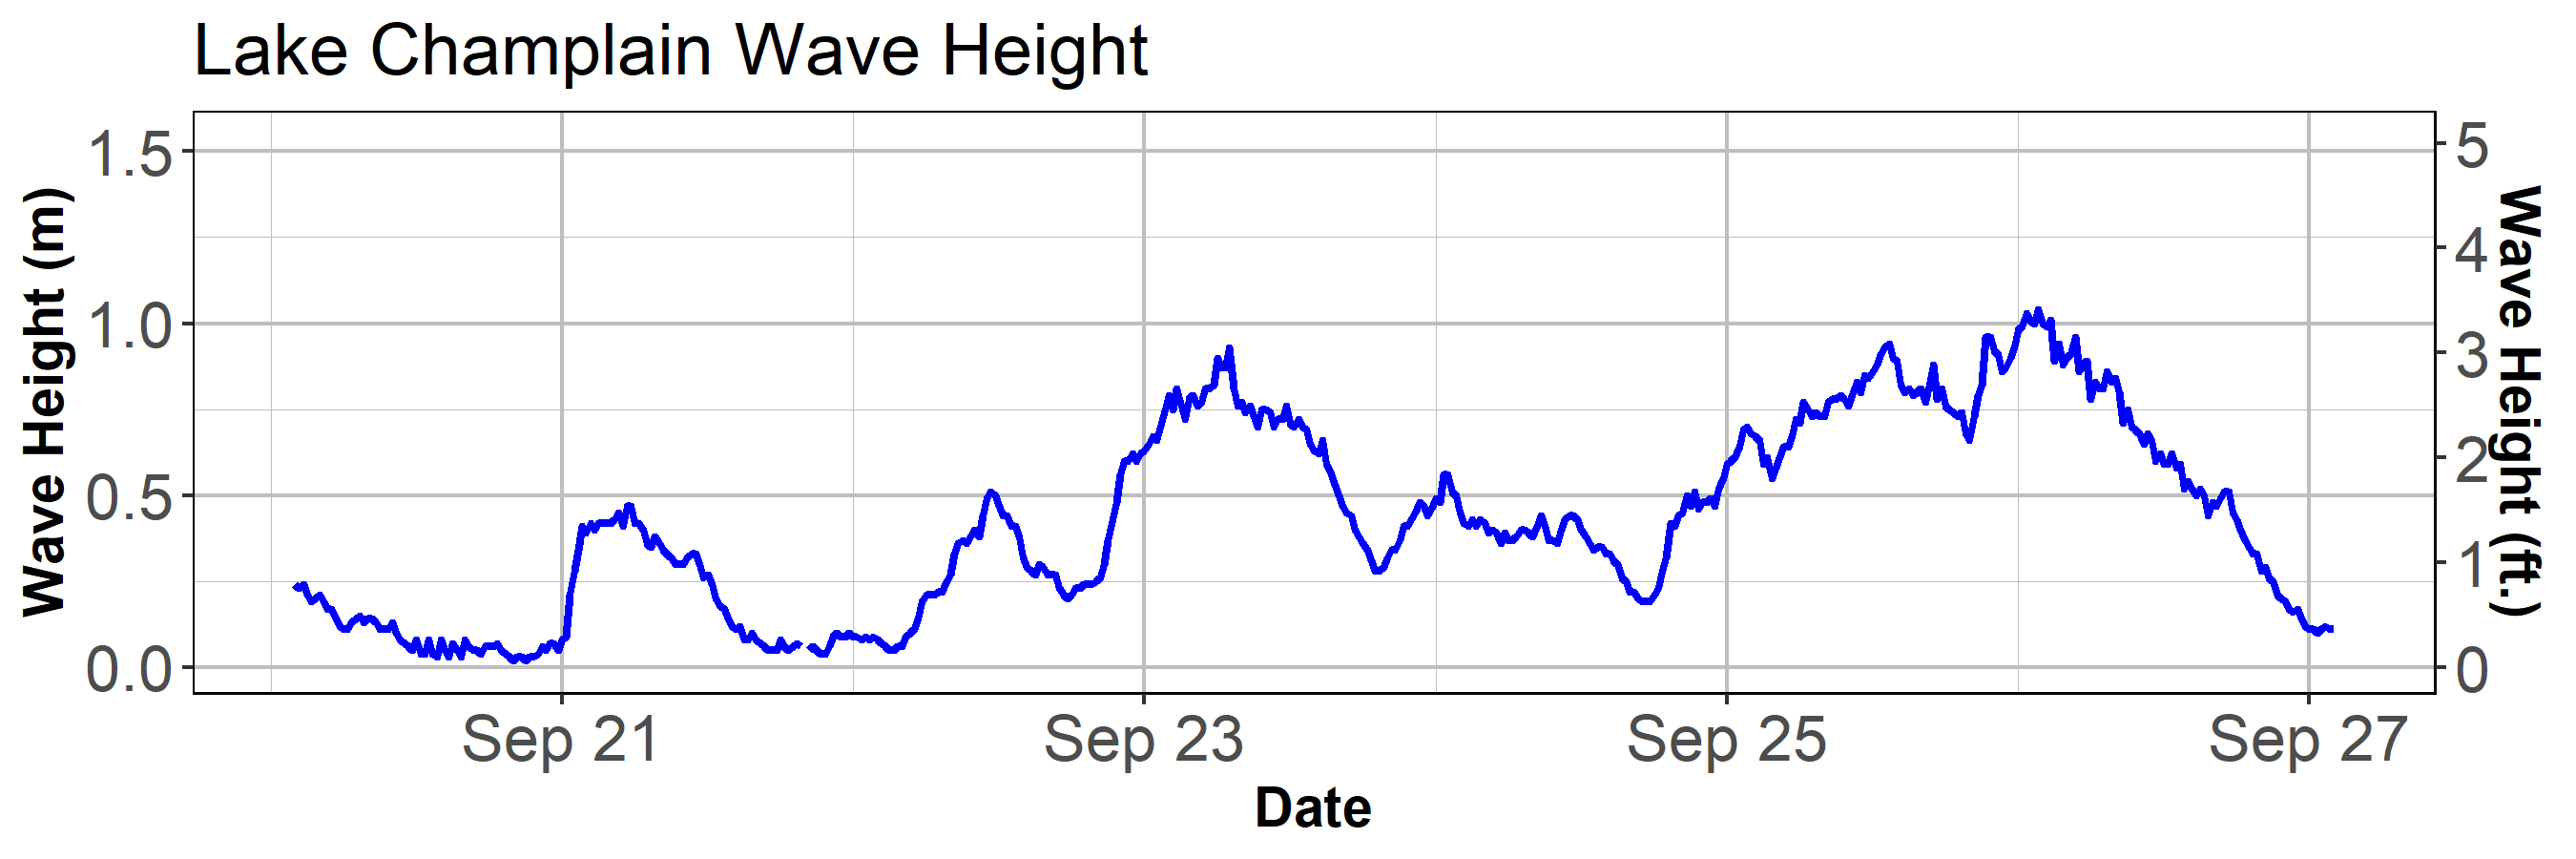 Lake Champlain Wave Height
Wave Height (m)
1.5
1.0
0.5
0.0
5
4
3
2
1
0
Wave Height (ft.)
Sep 21
Sep 23
Sep 25
Sep 27
Date